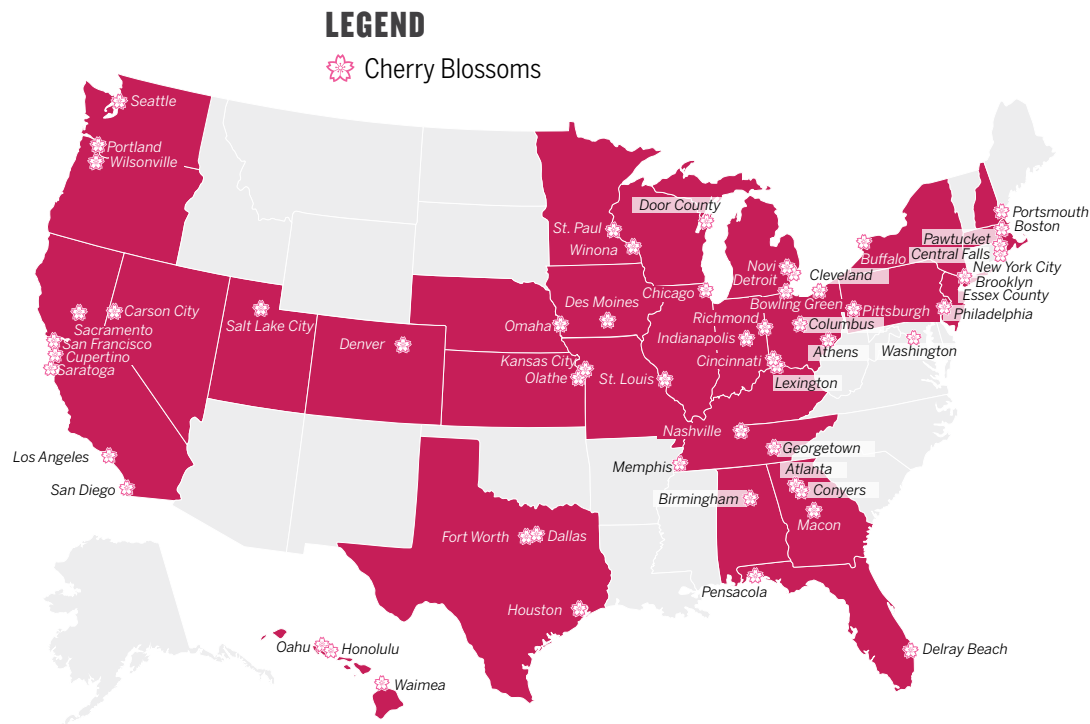 LEGEND
Cherry Blossoms
Seattle
Portland
Wilsonville
Door County
St. Paul
Winona
Portsmouth
Boston
Pawtucket
Buffalo
Central Falls
New York City
Brooklyn
Essex County
Philadelphia
Novi
Detroit
Cleveland
Chicago
Bowling Green
Pittsburgh
Carson City
Sacramento
San Francisco
Cupertino
Saratoga
Salt Lake City
Denver
Omaha
Des Moines
Richmond
Indianapolis
Columbus
Athens
Washington
Kansas City
Olathe
St. Louis
Cincinnati
Lexington
Nashville
Georgetown
Memphis
Atlanta
Birmingham
Conyers
Macon
Los Angeles
San Diego
Fort Worth
Dallas
Houston
Pensacola
Delray Beach
Oahu
Honolulu
Waimea